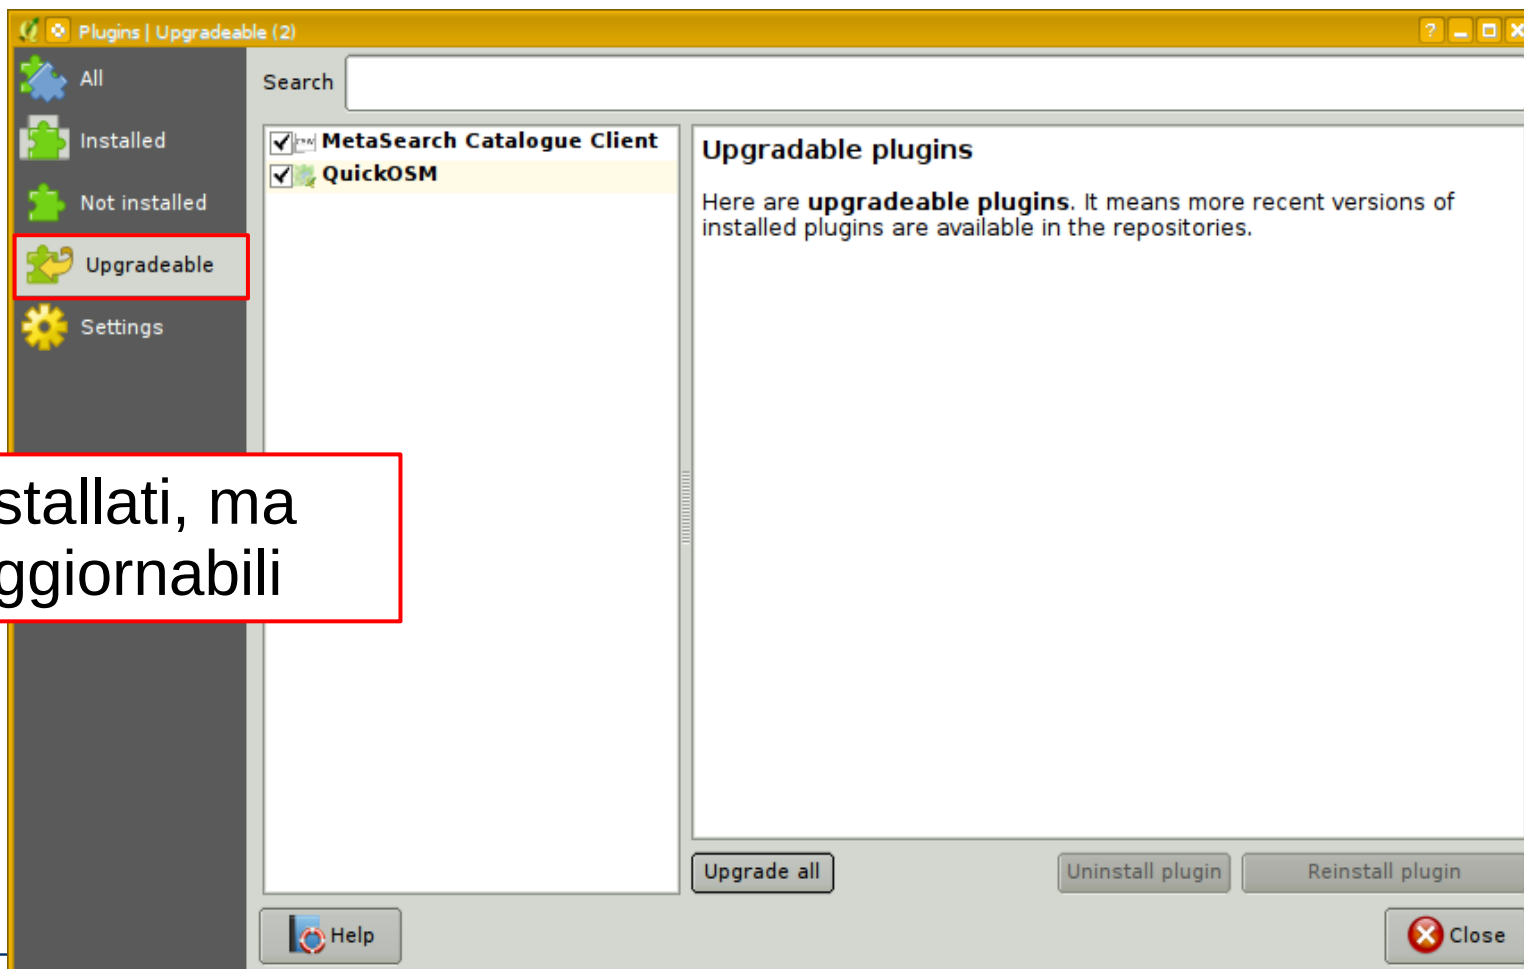 Plugins | Upgradeable (2)
All
Search
Installed
MetaSearch Catalogue Client
QuickOSM
Not installed
Upgradeable
Settings
Upgradable plugins
Here are upgradeable plugins. It means more recent versions of
installed plugins are available in the repositories.
stallati, ma
ggiornabili
Upgrade all
Uninstall plugin
Reinstall plugin
Help
Close